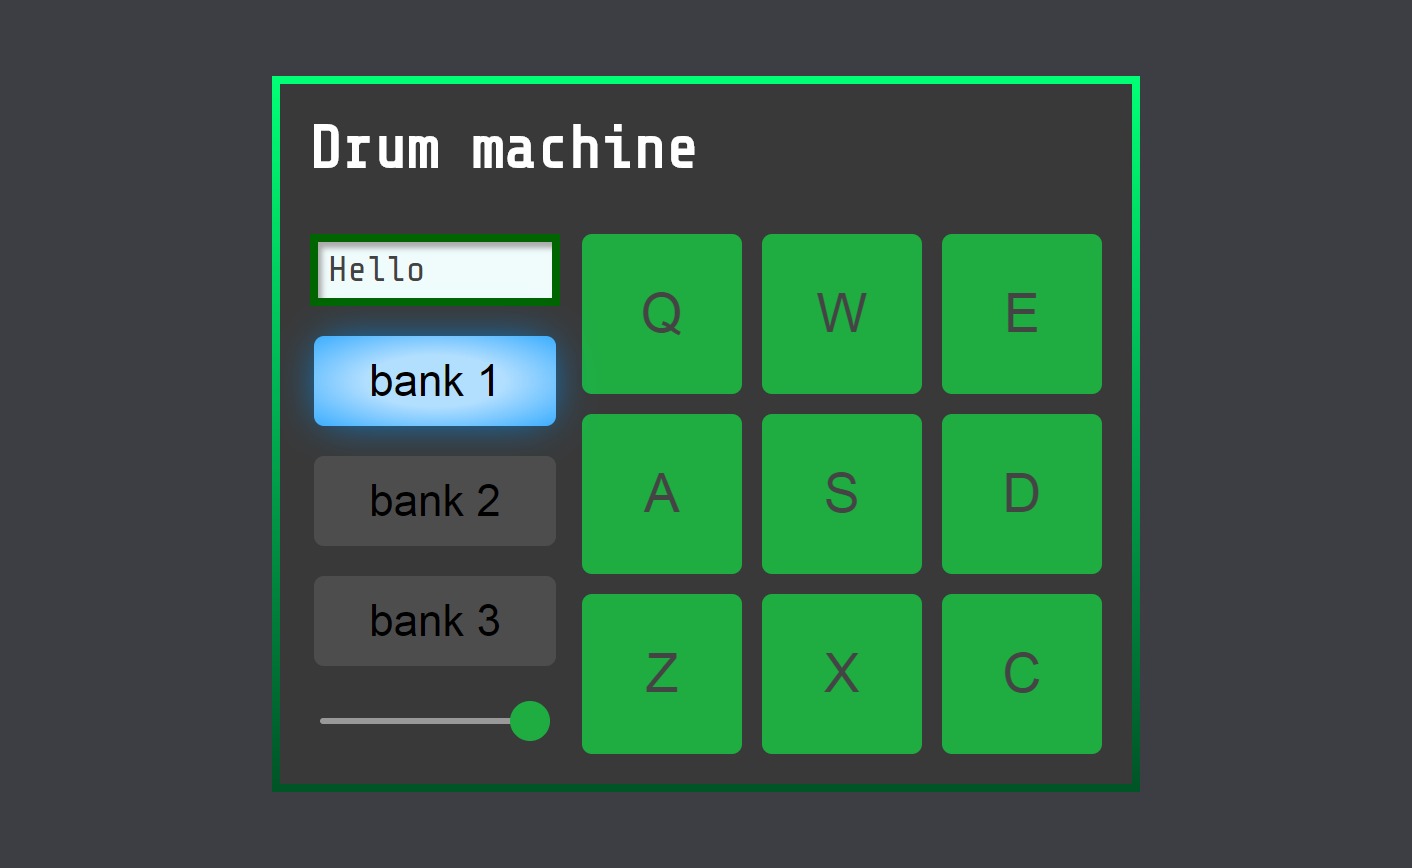 Drum machine
Hello
bank 1
bank 2
bank 3
Q W E
A S D
Z X C